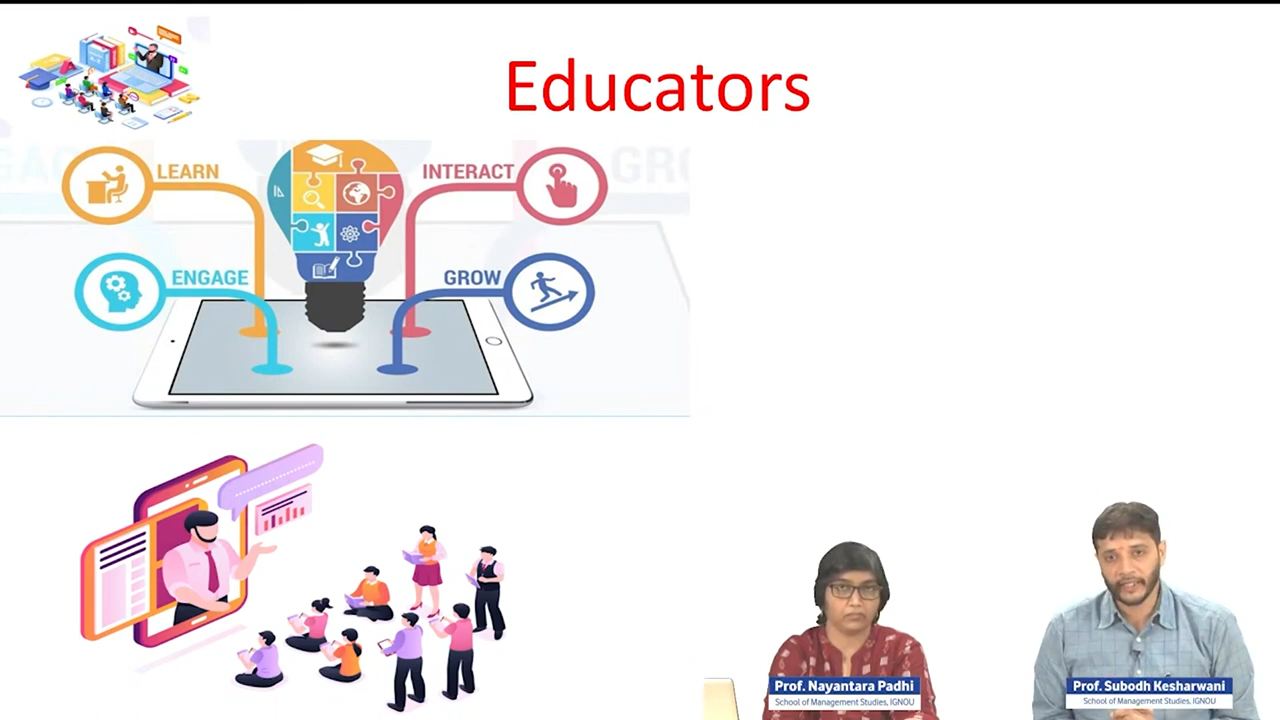 Educators
LEARN
INTERACT
ENGAGE
GROW
Prof. Nayantara Padhi
School of Management Studies, IGNOU
Prof. Subodh Kesharwani
School of Management Studies, IGNOU